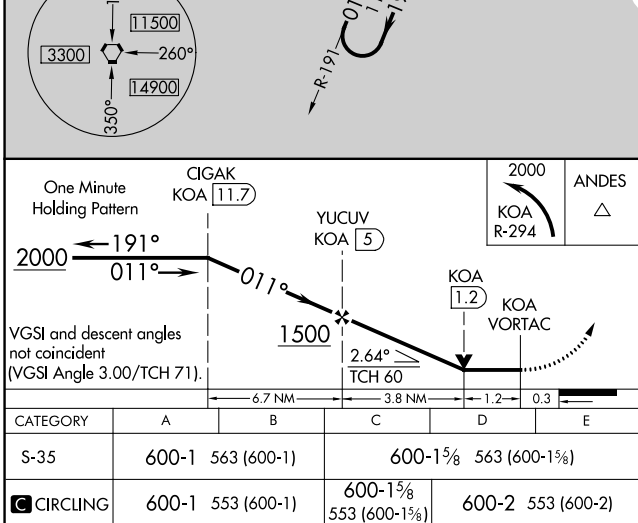 11500
3300
260°
14900
350°
R-191
One Minute
Holding Pattern
CIGAK
KOA 11.7
YUCUV
KOA 5
2000
KOA
R-294
ANDES
2000
191°
011°
011°
1500
KOA
1.2
KOA
VORTAC
VGSI and descent angles
not coincident
(VGSI Angle 3.00/TCH 71).
2.64°
TCH 60
6.7 NM 3.8 NM 1.2 0.3
CATEGORY A B C D E
S-35 600-1 563 (600-1) 600-1⅝ 563 (600-1⅝)
C CIRCLING 600-1 553 (600-1) 600-1⅝ 553 (600-1⅝) 600-2 553 (600-2)